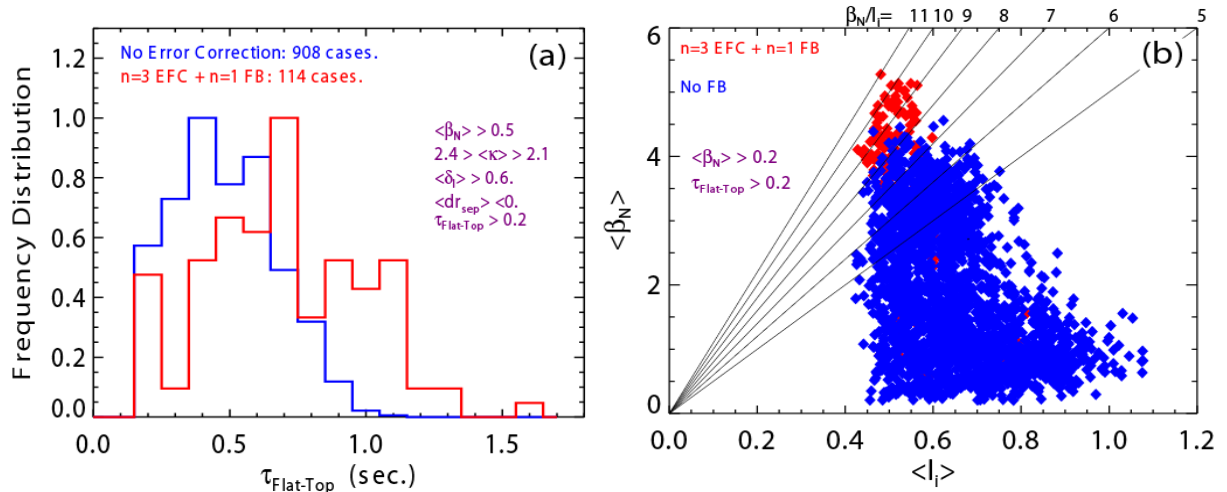 No Error Correction: 908 cases.
n=3 EFC + n=1 FB: 114 cases.
(a)
<β_N> > 0.5
2.4 > <κ> > 2.1
<δ_l> > 0.6.
<dr_sep> <0.
τ_Flat-Top > 0.2
Frequency Distribution
1.2
1.0
0.8
0.6
0.4
0.2
0.0
0.0 0.5 1.0 1.5
τ_Flat-Top (sec.)
β_N/l_i= 11 10 9 8 7 6 5
n=3 EFC + n=1 FB
(b)
No FB
<β_N> > 0.2
τ_Flat-Top > 0.2
<β_N>
6
4
2
0
0.0 0.2 0.4 0.6 0.8 1.0 1.2
<l_i>